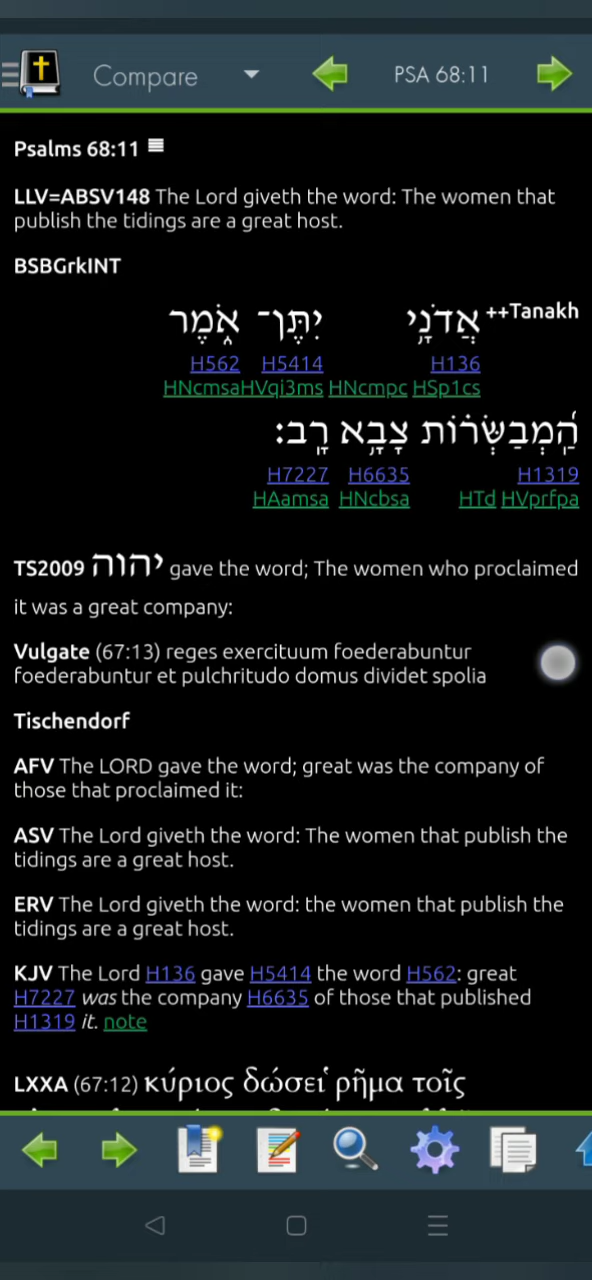 Compare PSA 68:11
Psalms 68:11
LLV=ABSV148 The Lord giveth the word: The women that
publish the tidings are a great host.
BSBGrkINT
++Tanakh אֲדֹנָ֥י יִתֶּן־ אֹ֑מֶר
H136 H5414 H562
HNcmsaHVqi3ms HNcmpc HSp1cs
הַֽ֝מְבַשְּׂר֗וֹת צָבָ֥א רָֽב׃
H1319 H6635 H7227
HAamsa HNcbsa HTd HVprfpa
TS2009 יהוה gave the word; The women who proclaimed
it was a great company:
Vulgate (67:13) reges exercituum foederabuntur
foederabuntur et pulchritudo domus dividet spolia
Tischendorf
AFV The LORD gave the word; great was the company of
those that proclaimed it:
ASV The Lord giveth the word: The women that publish the
tidings are a great host.
ERV The Lord giveth the word: the women that publish the
tidings are a great host.
KJV The Lord H136 gave H5414 the word H562: great
H7227 was the company H6635 of those that published
H1319 it. note
LXXA (67:12) κύριος δώσει ῥῆμα τοῖς